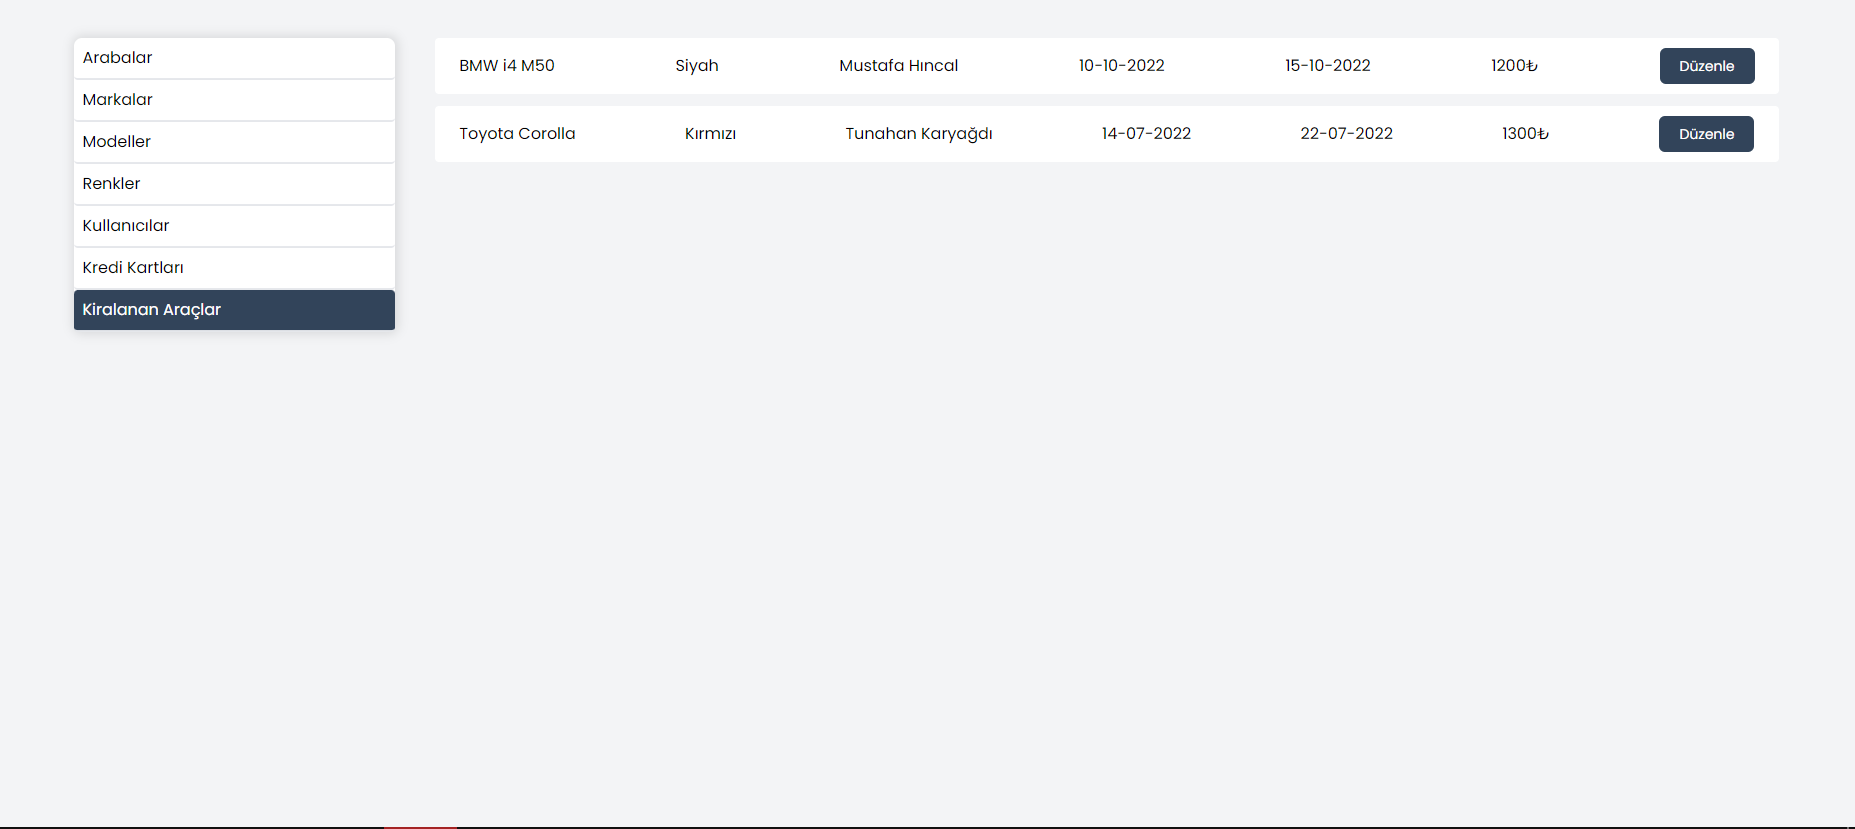 Arabalar
Markalar
Modeller
Renkler
Kullanıcılar
Kredi Kartları
Kiralanan Araçlar
BMW i4 M50 Siyah Mustafa Hıncal 10-10-2022 15-10-2022 1200₺ Düzenle
Toyota Corolla Kırmızı Tunahan Karyağdı 14-07-2022 22-07-2022 1300₺ Düzenle